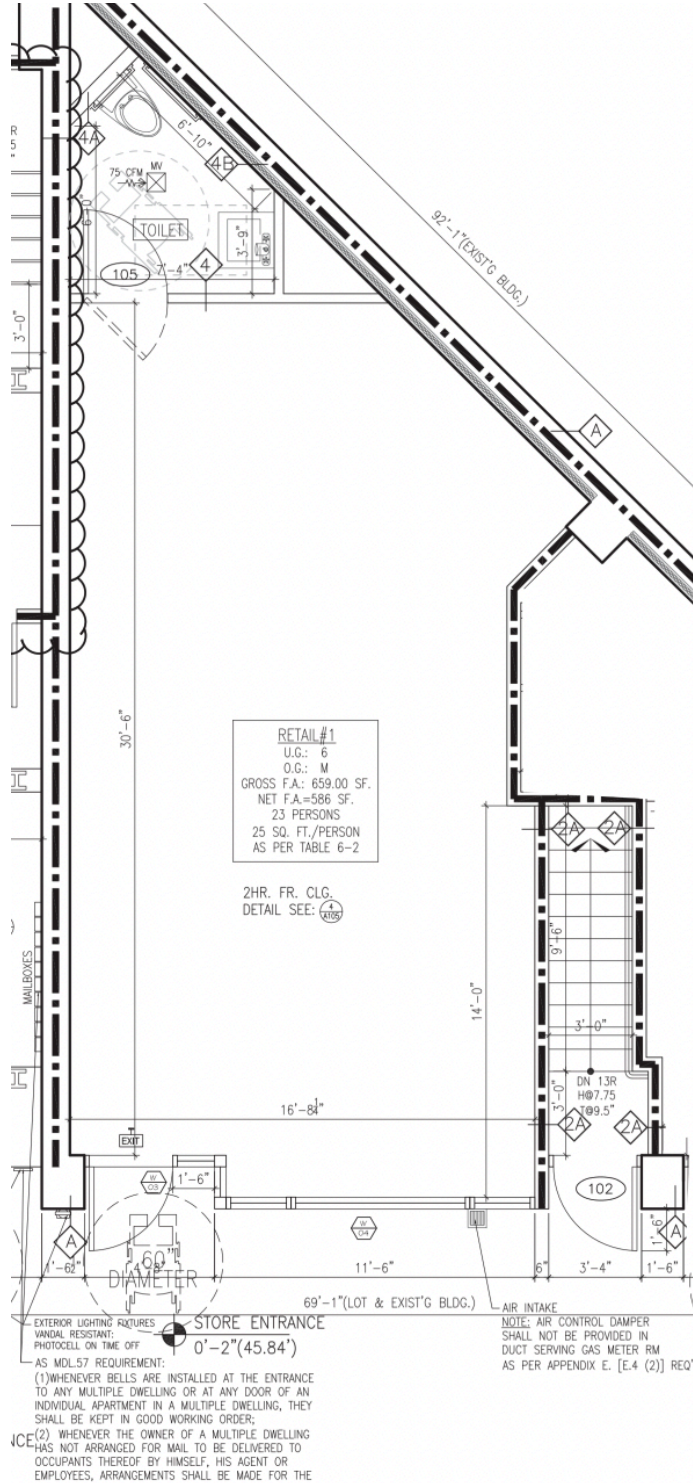 R
5
4A
6'-10"
4B
75 CFM
MV
6'-0"
TOILET
3'-9"
105
7'-4"
4
92'-1"(EXIST'G BLDG.)
3'-0"
A
30'-6"
RETAIL#1
U.G.: 6
O.G.: M
GROSS F.A.: 659.00 SF.
NET F.A.=586 SF.
23 PERSONS
25 SQ. FT./PERSON
AS PER TABLE 6-2
2A
2A
2HR. FR. CLG.
DETAIL SEE: 4
A105
9'-6"
MAILBOXES
14'-0"
3'-0"
DN 13R
H@7.75
T@9.5"
3'-0"
16'-8¼"
EXIT
2A
2A
W
03
1'-6"
102
W
04
A
A
1'-6"
60"
DIAMETER
11'-6"
6"
3'-4"
1'-6"
69'-1"(LOT & EXIST'G BLDG.)
AIR INTAKE
NOTE: AIR CONTROL DAMPER
SHALL NOT BE PROVIDED IN
DUCT SERVING GAS METER RM
AS PER APPENDIX E. [E.4 (2)] REQ'
EXTERIOR LIGHTING FIXTURES
VANDAL RESISTANT:
PHOTOCELL ON TIME OFF
STORE ENTRANCE
0'-2"(45.84')
AS MDL.57 REQUIREMENT:
(1)WHENEVER BELLS ARE INSTALLED AT THE ENTRANCE
TO ANY MULTIPLE DWELLING OR AT ANY DOOR OF AN
INDIVIDUAL APARTMENT IN A MULTIPLE DWELLING, THEY
SHALL BE KEPT IN GOOD WORKING ORDER;
NCE
(2) WHENEVER THE OWNER OF A MULTIPLE DWELLING
HAS NOT ARRANGED FOR MAIL TO BE DELIVERED TO
OCCUPANTS THEREOF BY HIMSELF, HIS AGENT OR
EMPLOYEES, ARRANGEMENTS SHALL BE MADE FOR THE